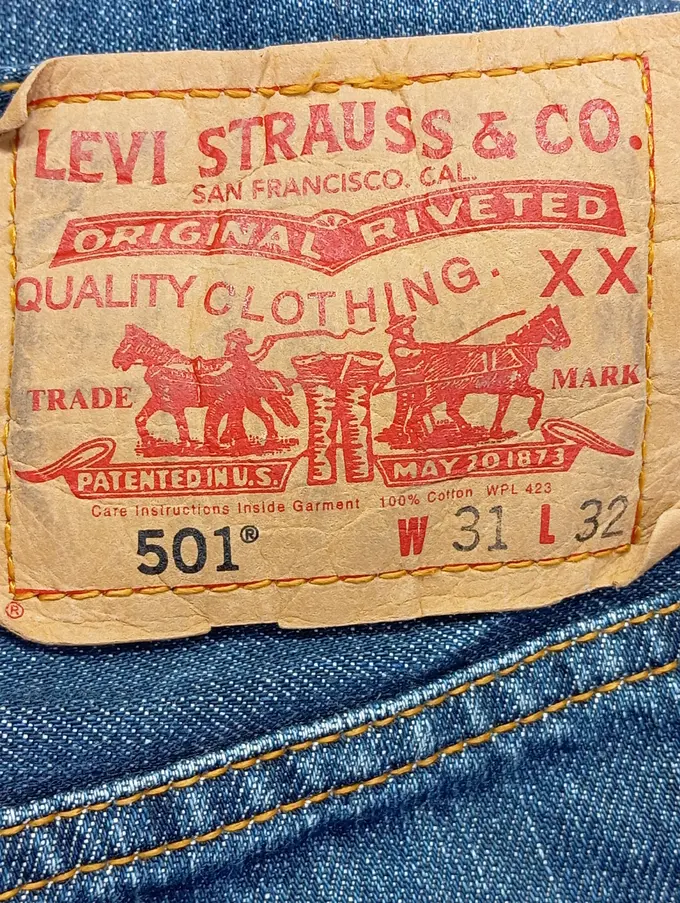 LEVI STRAUSS & CO.
SAN FRANCISCO, CAL.
ORIGINAL RIVETED
QUALITY CLOTHING. XX
TRADE MARK
PATENTED IN U.S. MAY 20 1873
Care Instructions Inside Garment 100% Cotton WPL 423
501® W 31 L 32
®